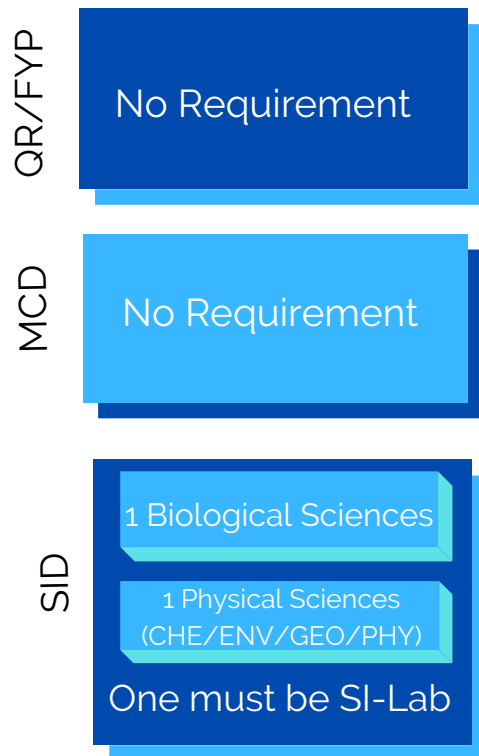 QR/FYP
No Requirement
MCD
No Requirement
SID
1 Biological Sciences
1 Physical Sciences
(CHE/ENV/GEO/PHY)
One must be SI-Lab